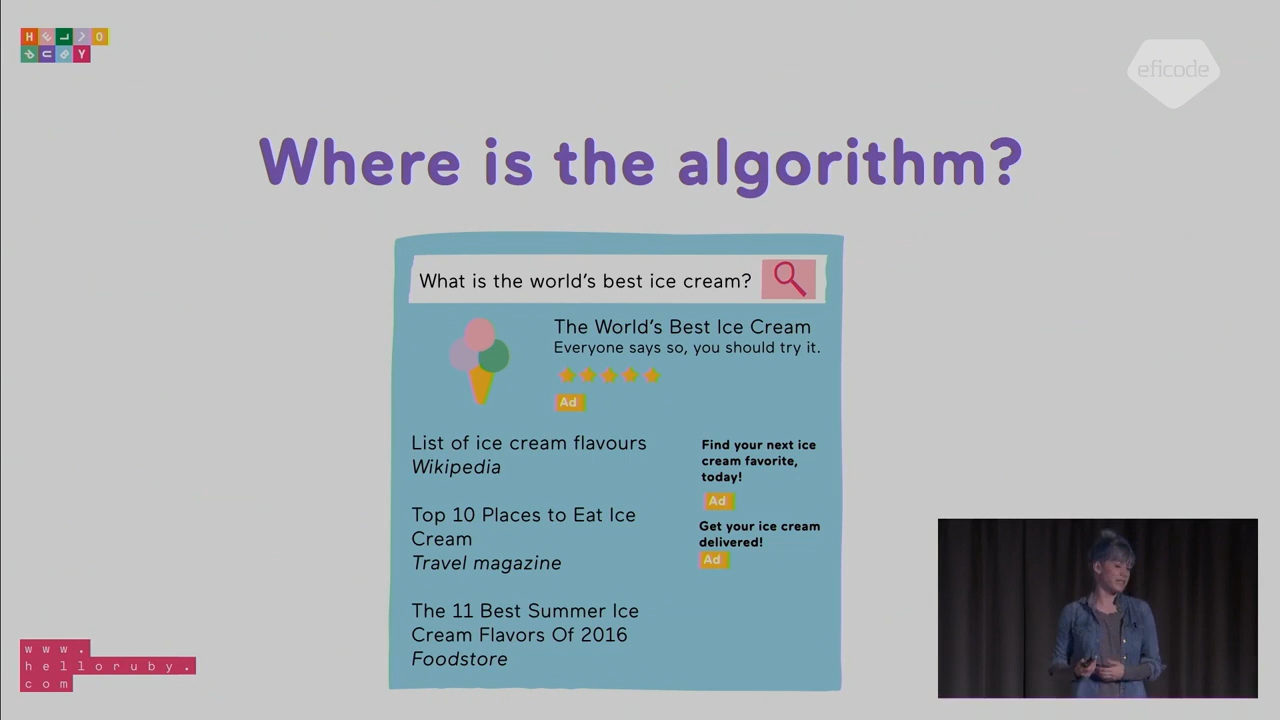 HELLO
RUBY
eficode
Where is the algorithm?
What is the world's best ice cream?
The World's Best Ice Cream
Everyone says so, you should try it.
Ad
List of ice cream flavours
Wikipedia
Top 10 Places to Eat Ice
Cream
Travel magazine
The 11 Best Summer Ice
Cream Flavors Of 2016
Foodstore
Find your next ice
cream favorite,
today!
Ad
Get your ice cream
delivered!
Ad
www.
helloruby.
com